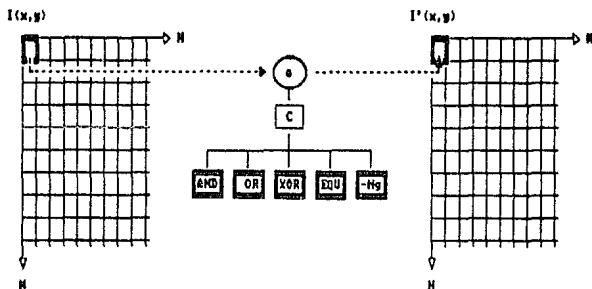 I(x,y)
I'(x,y)
N
N
C
AND OR XOR EQU -Ng